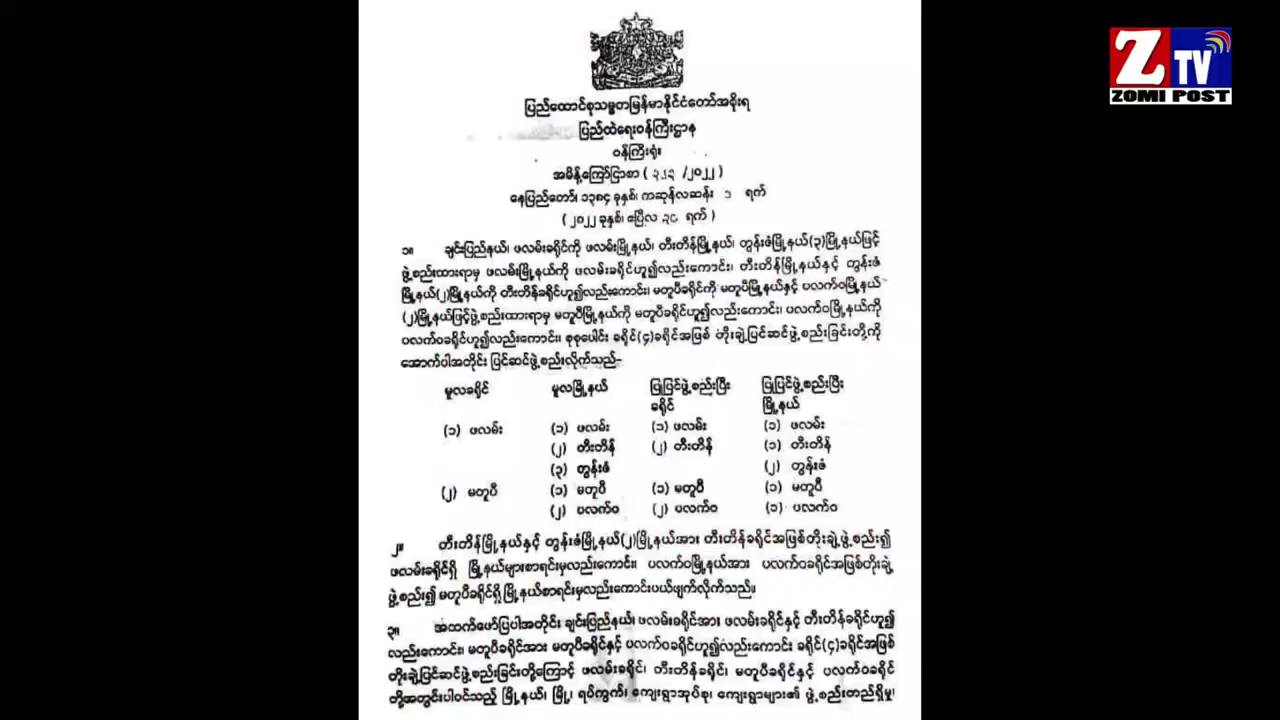 Z TV
ZOMI POST
ပြည်ထောင်စုသမ္မတမြန်မာနိုင်ငံတော်အစိုးရ
ပြည်ထဲရေးဝန်ကြီးဌာန
ဝန်ကြီးရုံး
အမိန့်ကြော်ငြာစာ ( /၂၀၂၂ )
နေပြည်တော်၊ ၁၃၈၄ ခုနှစ်၊ ကဆုန်လဆန်း ရက်
( ၂၀၂၂ ခုနှစ်၊ ဧပြီလ ရက် )
၁။ ချင်းပြည်နယ်၊ ဖလမ်းခရိုင်ကို ဖလမ်းမြို့နယ်၊ တီးတိန်မြို့နယ်၊ တွန်းဇံမြို့နယ်(၃)မြို့နယ်ဖြင့်
ဖွဲ့စည်းထားရာမှ ဖလမ်းမြို့နယ်ကို ဖလမ်းခရိုင်ဟူ၍လည်းကောင်း၊ တီးတိန်မြို့နယ်နှင့် တွန်းဇံ
မြို့နယ်(၂)မြို့နယ်ကို တီးတိန်ခရိုင်ဟူ၍လည်းကောင်း၊ မတူပီခရိုင်ကို မတူပီမြို့နယ်နှင့် ပလက်ဝမြို့နယ်
(၂)မြို့နယ်ဖြင့်ဖွဲ့စည်းထားရာမှ မတူပီမြို့နယ်ကို မတူပီခရိုင်ဟူ၍လည်းကောင်း၊ ပလက်ဝမြို့နယ်ကို
ပလက်ဝခရိုင်ဟူ၍လည်းကောင်း၊ စုစုပေါင်း ခရိုင်(၄)ခရိုင်အဖြစ် တိုးချဲ့ပြင်ဆင်ဖွဲ့စည်းခြင်းတို့ကို
အောက်ပါအတိုင်း ပြင်ဆင်ဖွဲ့စည်းလိုက်သည်-
မူလခရိုင် မူလမြို့နယ် ပြုပြင်ဖွဲ့စည်းပြီး ပြုပြင်ဖွဲ့စည်းပြီး
ခရိုင် မြို့နယ်
(၁) ဖလမ်း (၁) ဖလမ်း (၁) ဖလမ်း (၁) ဖလမ်း
(၂) တီးတိန် (၂) တီးတိန် (၁) တီးတိန်
(၃) တွန်းဇံ (၂) တွန်းဇံ
(၂) မတူပီ (၁) မတူပီ (၁) မတူပီ (၁) မတူပီ
(၂) ပလက်ဝ (၂) ပလက်ဝ (၁) ပလက်ဝ
၂။ တီးတိန်မြို့နယ်နှင့် တွန်းဇံမြို့နယ်(၂)မြို့နယ်အား တီးတိန်ခရိုင်အဖြစ်တိုးချဲ့ဖွဲ့စည်း၍
ဖလမ်းခရိုင်ရှိ မြို့နယ်များစာရင်းမှလည်းကောင်း၊ ပလက်ဝမြို့နယ်အား ပလက်ဝခရိုင်အဖြစ်တိုးချဲ့
ဖွဲ့စည်း၍ မတူပီခရိုင်ရှိ မြို့နယ်စာရင်းမှလည်းကောင်းပယ်ဖျက်လိုက်သည်။
၃။ အထက်ဖော်ပြပါအတိုင်း ချင်းပြည်နယ်၊ ဖလမ်းခရိုင်အား ဖလမ်းခရိုင်နှင့် တီးတိန်ခရိုင်ဟူ၍
လည်းကောင်း၊ မတူပီခရိုင်အား မတူပီခရိုင်နှင့် ပလက်ဝခရိုင်ဟူ၍လည်းကောင်း ခရိုင်(၄)ခရိုင်အဖြစ်
တိုးချဲ့ပြင်ဆင်ဖွဲ့စည်းခြင်းတို့ကြောင့် ဖလမ်းခရိုင်၊ တီးတိန်ခရိုင်၊ မတူပီခရိုင်နှင့် ပလက်ဝခရိုင်
တို့အတွင်းပါဝင်သည့် မြို့နယ်၊ မြို့၊ ရပ်ကွက်၊ ကျေးရွာအုပ်စု၊ ကျေးရွာများ၏ ဖွဲ့စည်းတည်ရှိမှု၊